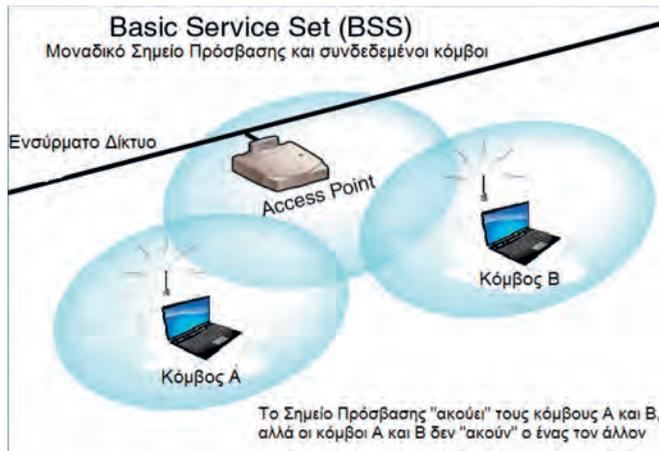 Basic Service Set (BSS)
Μοναδικό Σημείο Πρόσβασης και συνδεδεμένοι κόμβοι
Ενσύρματο Δίκτυο
Access Point
Κόμβος Β
Κόμβος Α
Το Σημείο Πρόσβασης "ακούει" τους κόμβους Α και Β,
αλλά οι κόμβοι Α και Β δεν "ακούν" ο ένας τον άλλον